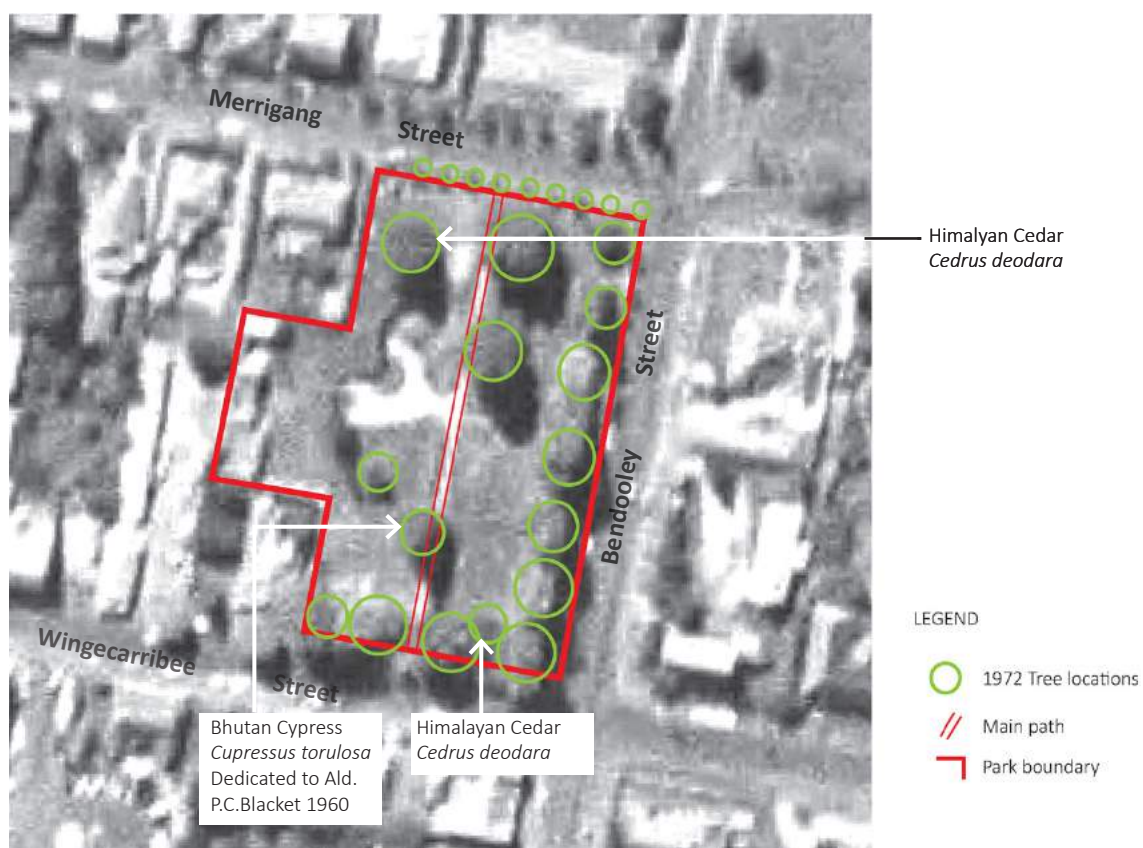 Merrigang Street
Himalyan Cedar
Cedrus deodara
Street
Bendooley
Wingecarribee
Street
Bhutan Cypress
Cupressus torulosa
Dedicated to Ald.
P.C.Blacket 1960
Himalayan Cedar
Cedrus deodara
LEGEND
1972 Tree locations
Main path
Park boundary